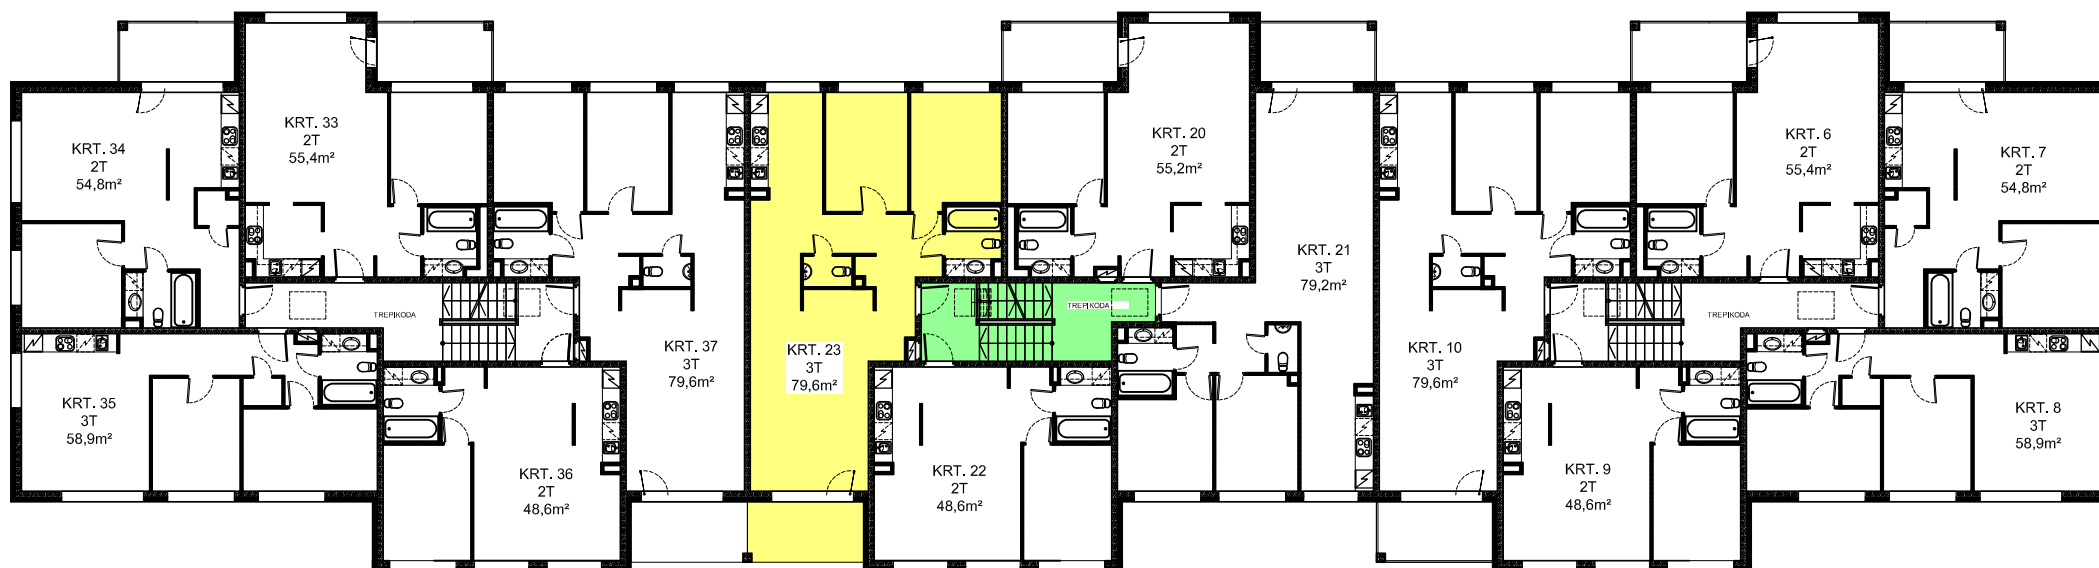 KRT. 34
2T
54,8m²
KRT. 33
2T
55,4m²
KRT. 20
2T
55,2m²
KRT. 6
2T
55,4m²
KRT. 7
2T
54,8m²
KRT. 21
3T
79,2m²
TREPIKODA
TREPIKODA
TREPIKODA
KRT. 35
3T
58,9m²
KRT. 37
3T
79,6m²
KRT. 23
3T
79,6m²
KRT. 10
3T
79,6m²
KRT. 8
3T
58,9m²
KRT. 36
2T
48,6m²
KRT. 22
2T
48,6m²
KRT. 9
2T
48,6m²